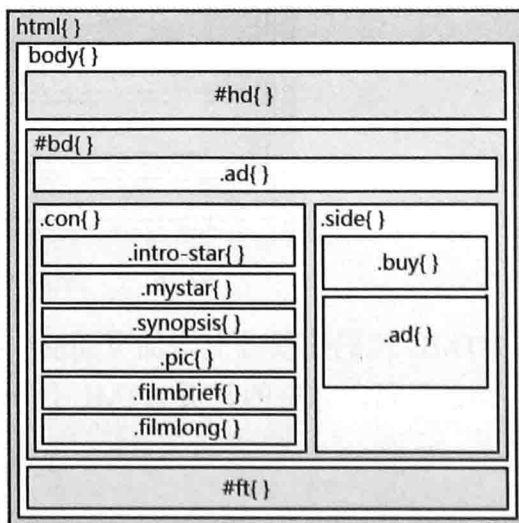 html{ }
body{ }
#hd{ }
#bd{ }
.ad{ }
.con{ }
.intro-star{ }
.mystar{ }
.synopsis{ }
.pic{ }
.filmbrief{ }
.filmlong{ }
.side{ }
.buy{ }
.ad{ }
#ft{ }